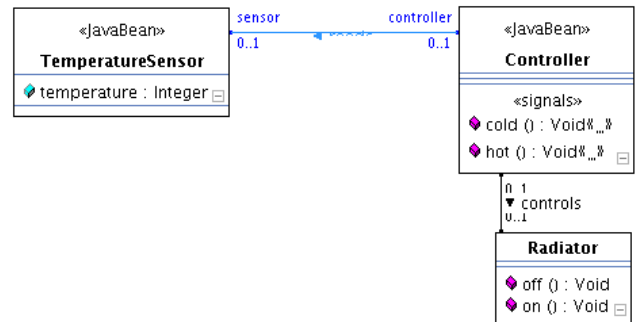 «JavaBean»
TemperatureSensor
temperature : Integer
sensor
controller
0..1
0..1
«JavaBean»
Controller
«signals»
cold () : Void«...»
hot () : Void«...»
0..1
controls
0..1
Radiator
off () : Void
on () : Void